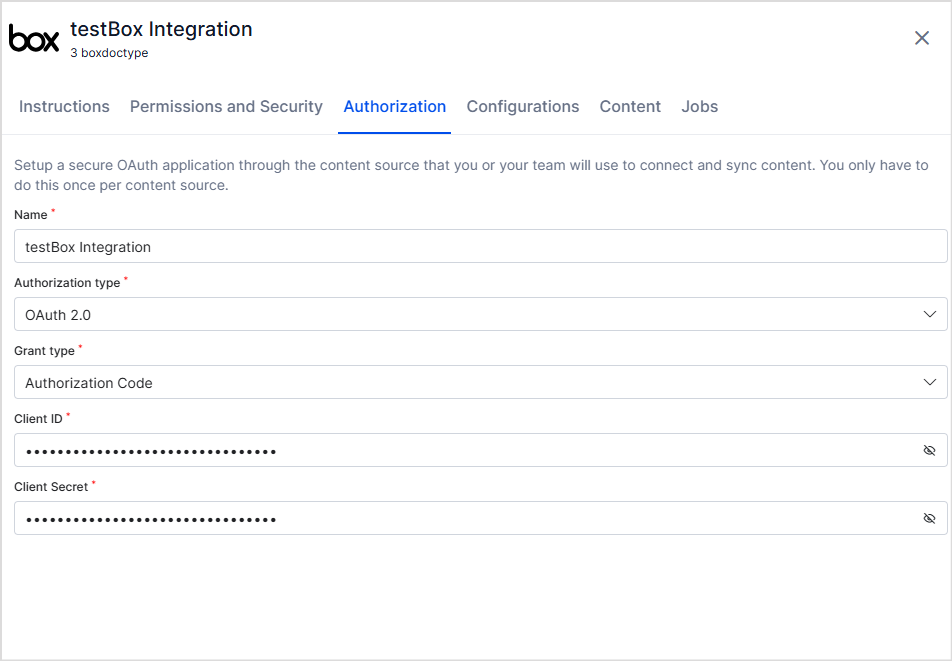 box
testBox Integration
3 boxdoctype
Instructions
Permissions and Security
Authorization
Configurations
Content
Jobs
Setup a secure OAuth application through the content source that you or your team will use to connect and sync content. You only have to
do this once per content source.
Name *
testBox Integration
Authorization type *
OAuth 2.0
Grant type *
Authorization Code
Client ID *
••••••••••••••••••••••••••••••••
Client Secret *
••••••••••••••••••••••••••••••••